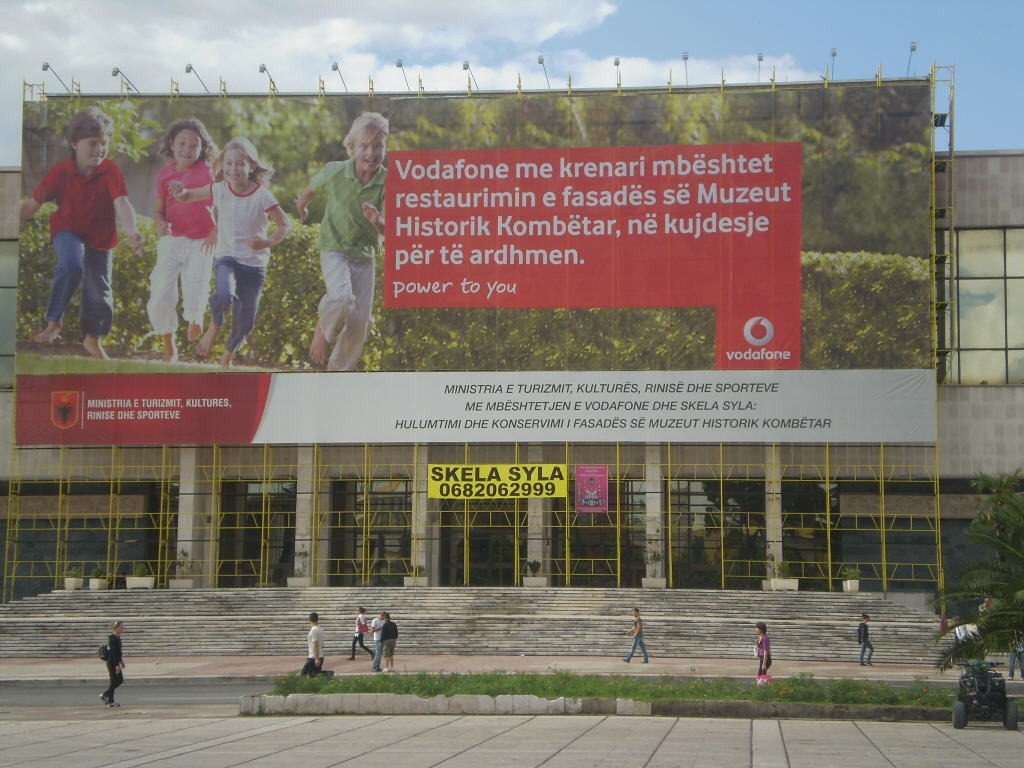 Vodafone me krenari mbështet
restaurimin e fasadës së Muzeut
Historik Kombëtar, në kujdesje
për të ardhmen.
power to you
vodafone
MINISTRIA E TURIZMIT, KULTURËS,
RINISË DHE SPORTEVE
MINISTRIA E TURIZMIT, KULTURËS, RINISË DHE SPORTEVE
ME MBËSHTETJEN E VODAFONE DHE SKELA SYLA:
HULUMTIMI DHE KONSERVIMI I FASADËS SË MUZEUT HISTORIK KOMBËTAR
SKELA SYLA
0682062999